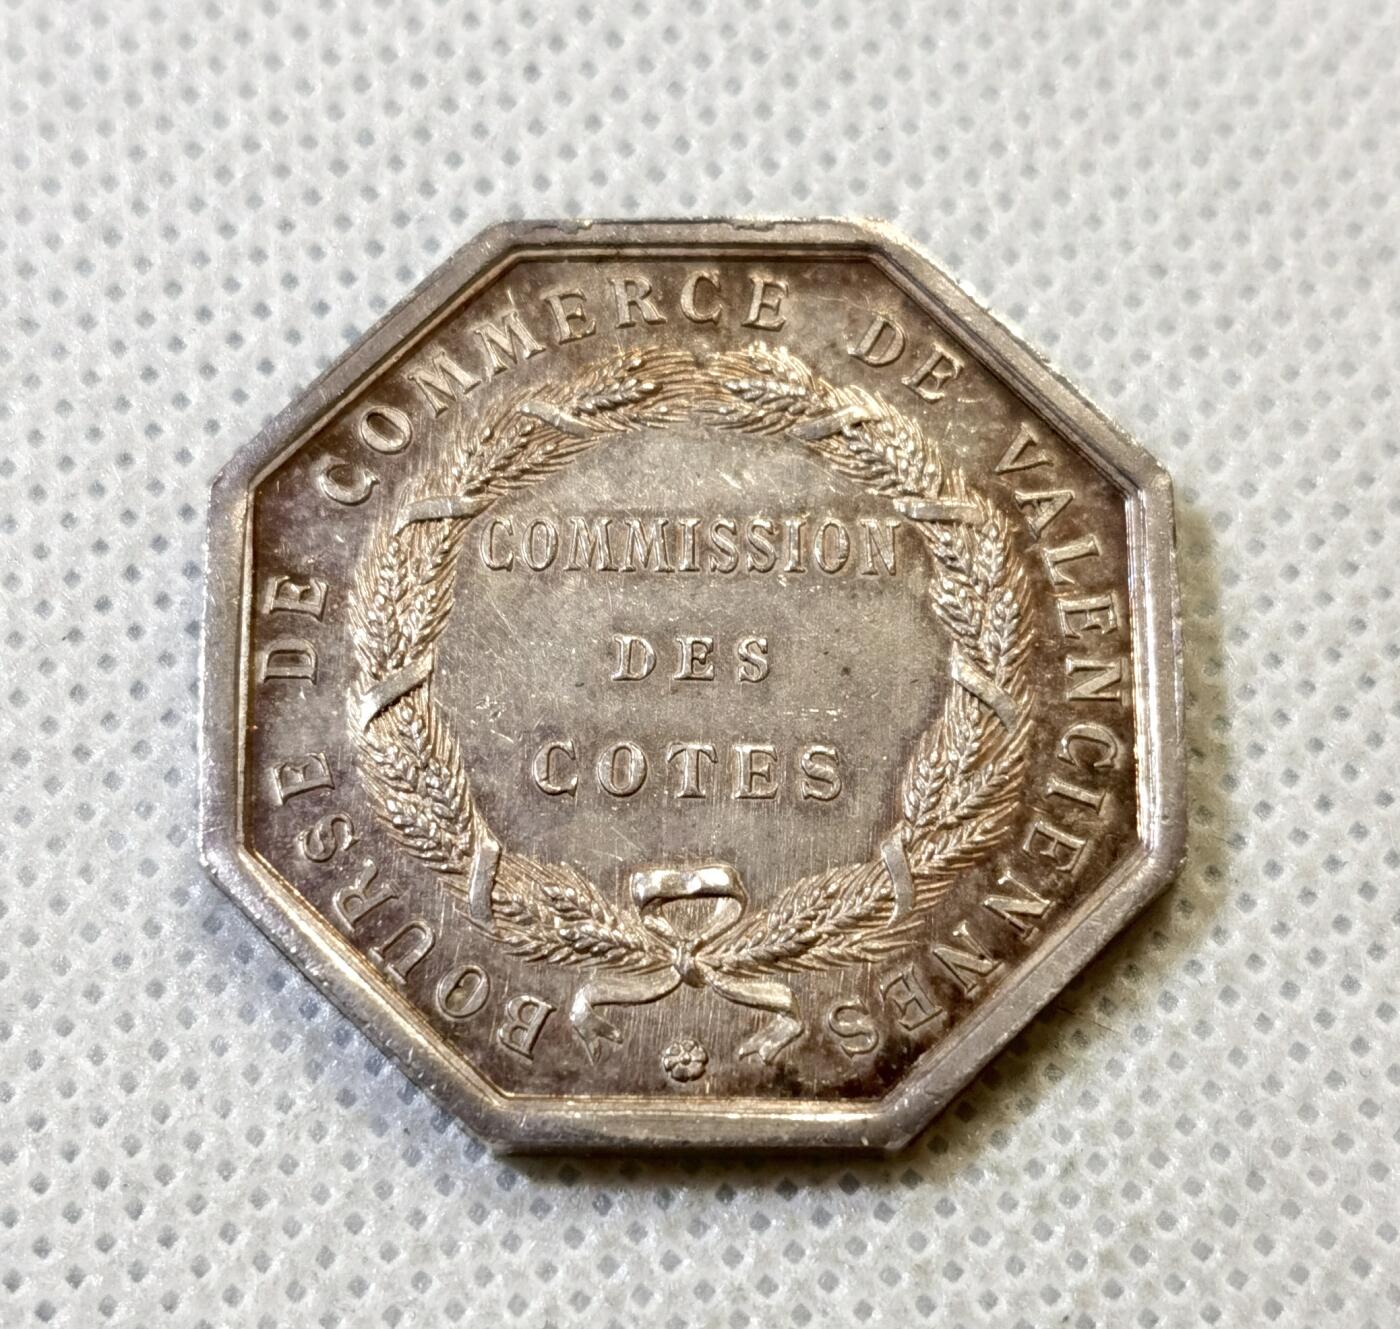 BOURSE DE COMMERCE DE VALENCIENNES
COMMISSION
DES
COTES